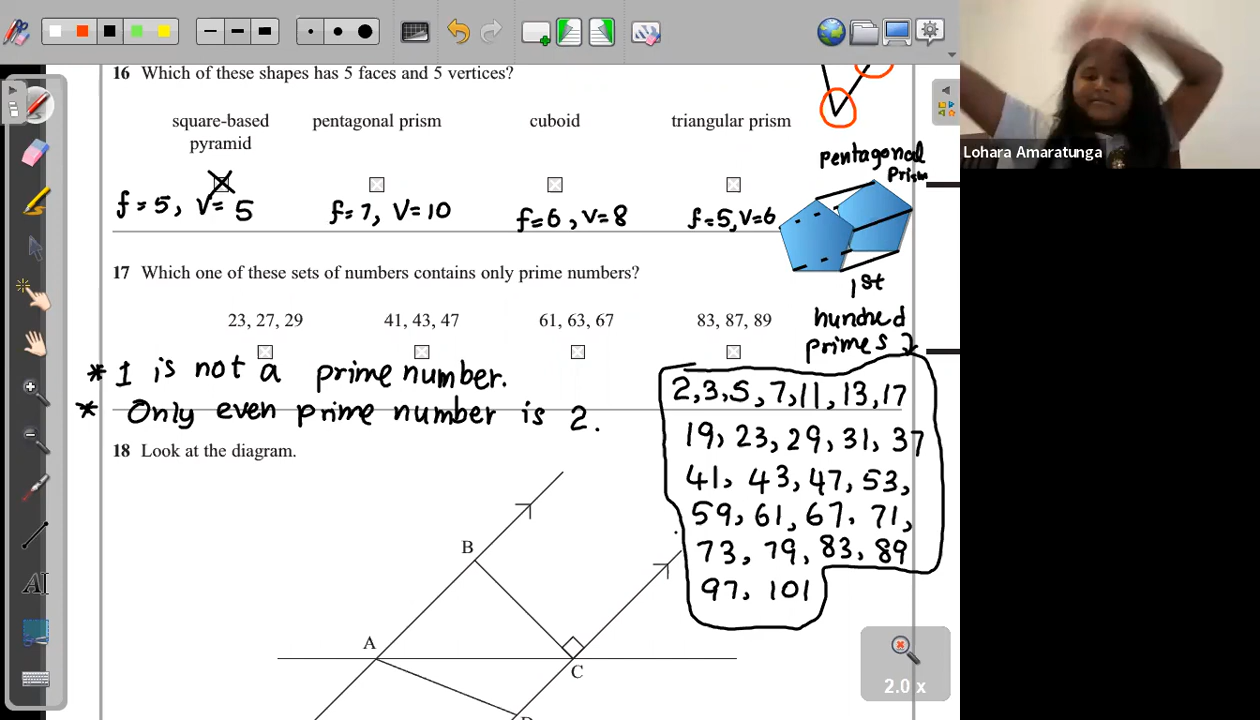 16 Which of these shapes has 5 faces and 5 vertices?
square-based pyramid
pentagonal prism
cuboid
triangular prism
f=5, V=5
f=7, V=10
f=6, V=8
f=5, V=6
pentagonal
Prism
17 Which one of these sets of numbers contains only prime numbers?
23, 27, 29
41, 43, 47
61, 63, 67
83, 87, 89
* 1 is not a prime number.
* Only even prime number is 2.
1st
hundred
primes
2, 3, 5, 7, 11, 13, 17
19, 23, 29, 31, 37
41, 43, 47, 53,
59, 61, 67, 71,
73, 79, 83, 89
97, 101
18 Look at the diagram.
B
A
C
D
AI
2.0 x
Lohara Amaratunga